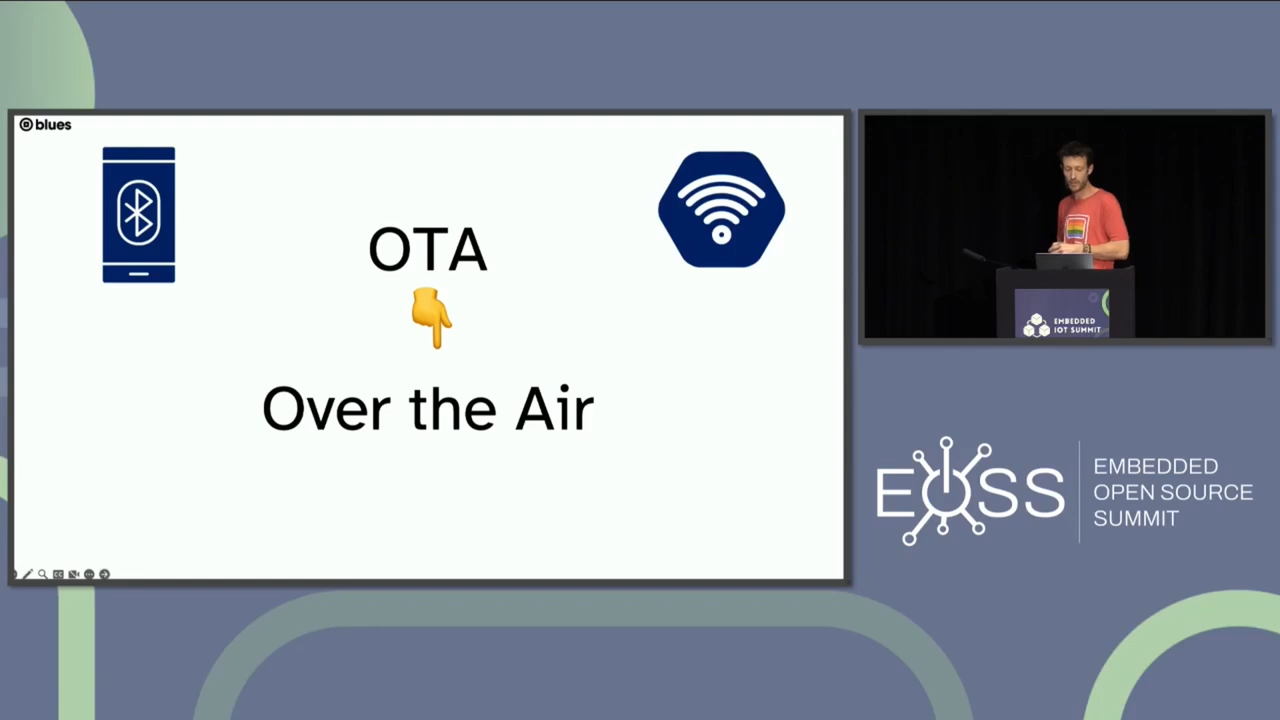 blues
OTA
Over the Air
EMBEDDED
IOT SUMMIT
EOSS
EMBEDDED
OPEN SOURCE
SUMMIT